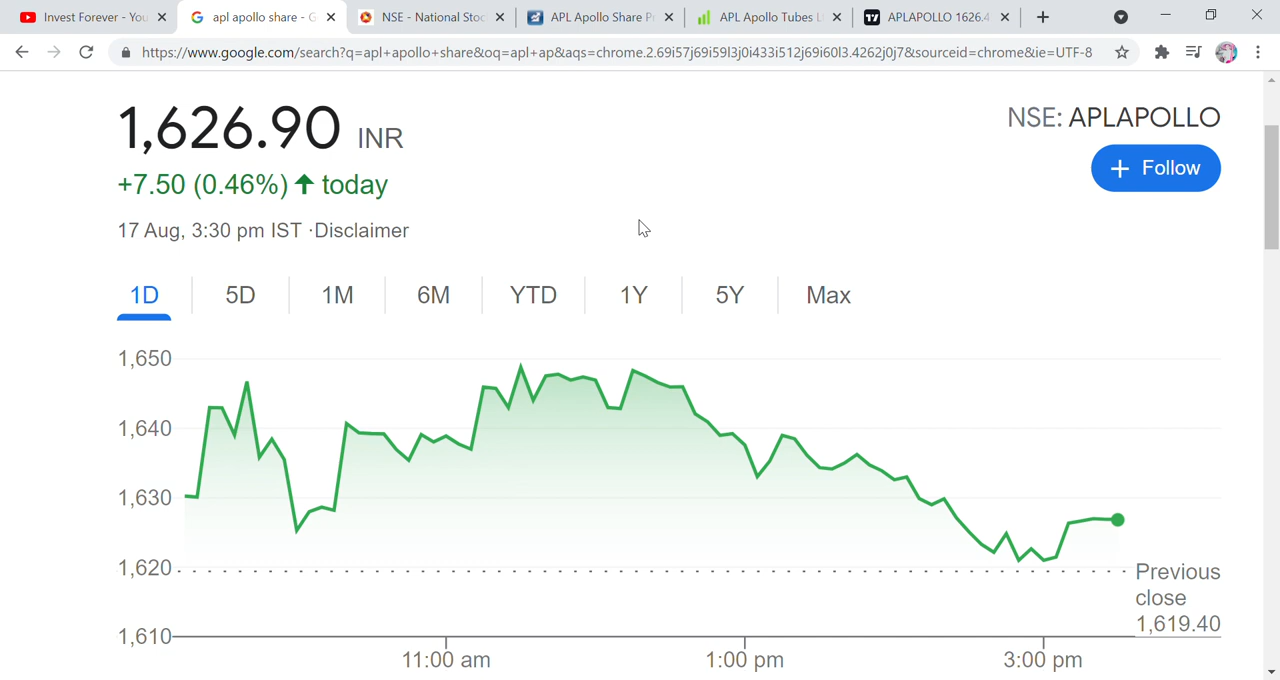 Invest Forever - You
apl apollo share - G
NSE - National Stoc
APL Apollo Share Pr
APL Apollo Tubes L
APLAPOLLO 1626.4
https://www.google.com/search?q=apl+apollo+share&oq=apl+ap&aqs=chrome.2.69i57j69i59l3j0i433i512j69i60l3.4262j0j7&sourceid=chrome&ie=UTF-8
1,626.90 INR
NSE: APLAPOLLO
+ Follow
+7.50 (0.46%) ↑ today
17 Aug, 3:30 pm IST ·Disclaimer
1D 5D 1M 6M YTD 1Y 5Y Max
1,650
1,640
1,630
1,620
1,610
Previous
close
1,619.40
11:00 am 1:00 pm 3:00 pm